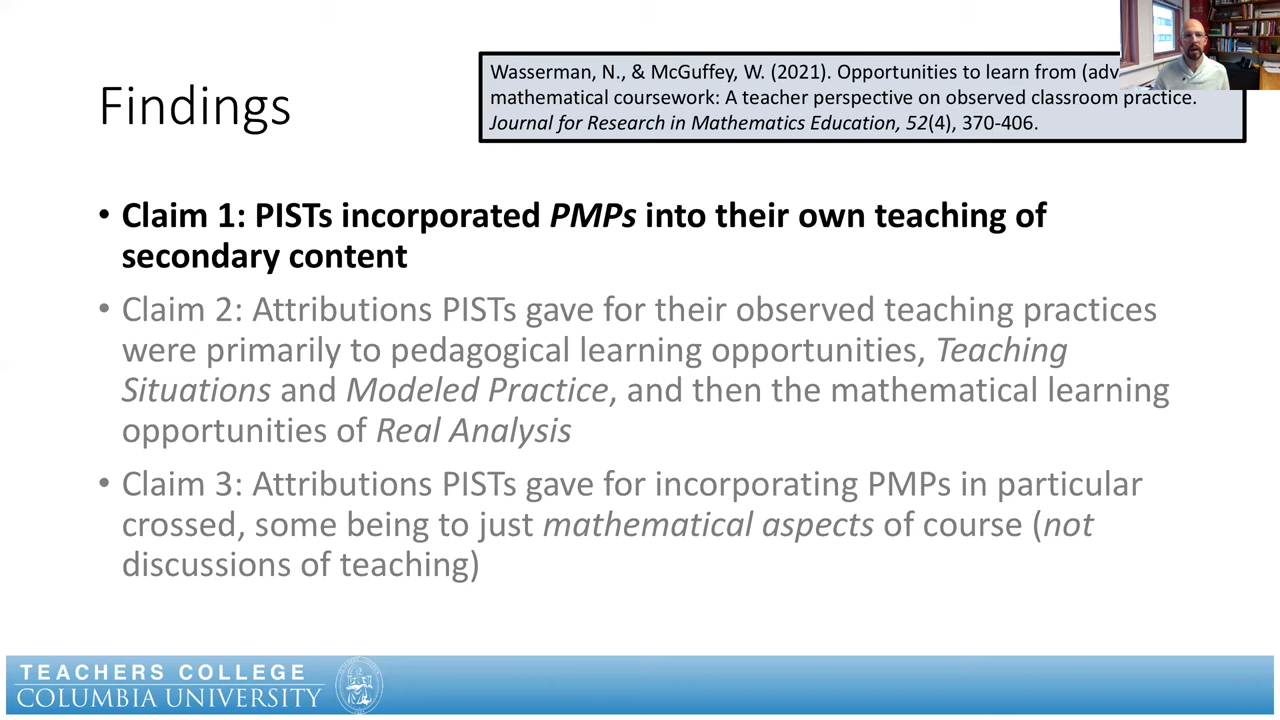 Findings
Wasserman, N., & McGuffey, W. (2021). Opportunities to learn from
mathematical coursework: A teacher perspective on observed classroom practice.
Journal for Research in Mathematics Education, 52(4), 370-406.
• Claim 1: PISTs incorporated PMPs into their own teaching of
secondary content
• Claim 2: Attributions PISTs gave for their observed teaching practices
were primarily to pedagogical learning opportunities, Teaching
Situations and Modeled Practice, and then the mathematical learning
opportunities of Real Analysis
• Claim 3: Attributions PISTs gave for incorporating PMPs in particular
crossed, some being to just mathematical aspects of course (not
discussions of teaching)
TEACHERS COLLEGE
COLUMBIA UNIVERSITY